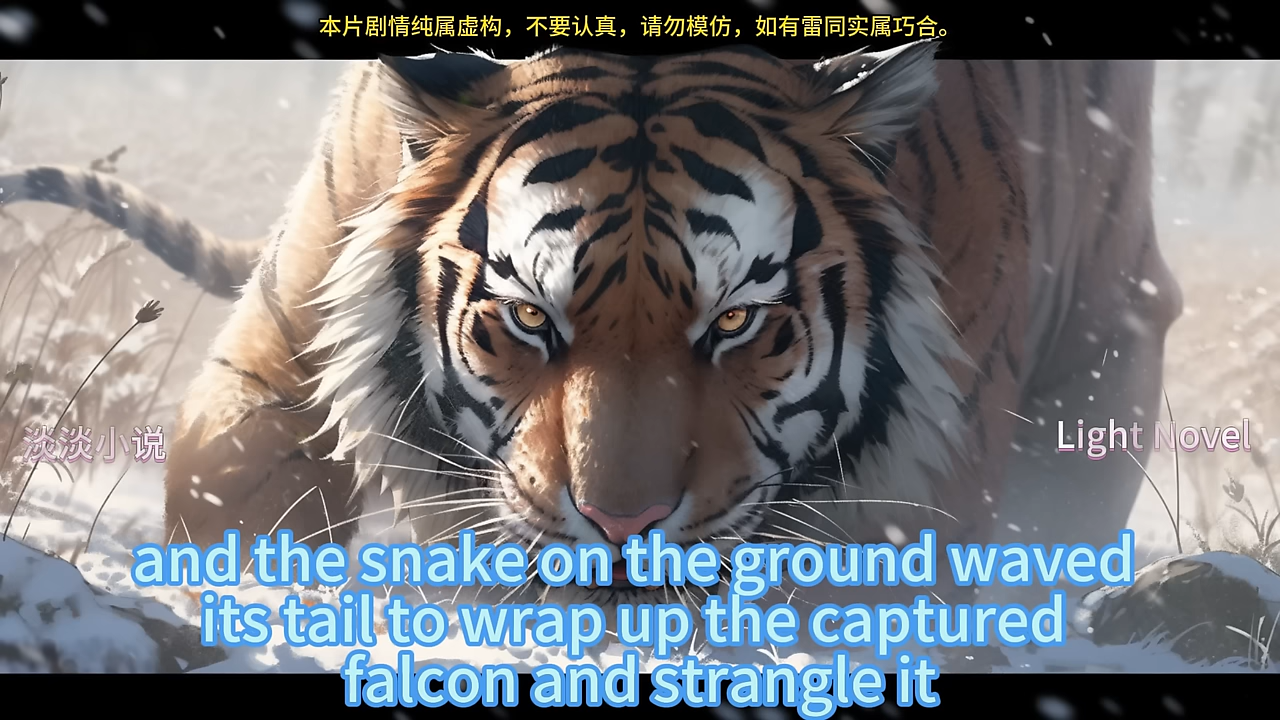 本片剧情纯属虚构，不要认真，请勿模仿，如有雷同实属巧合。
淡淡小说
Light Novel
and the snake on the ground waved
its tail to wrap up the captured
falcon and strangle it